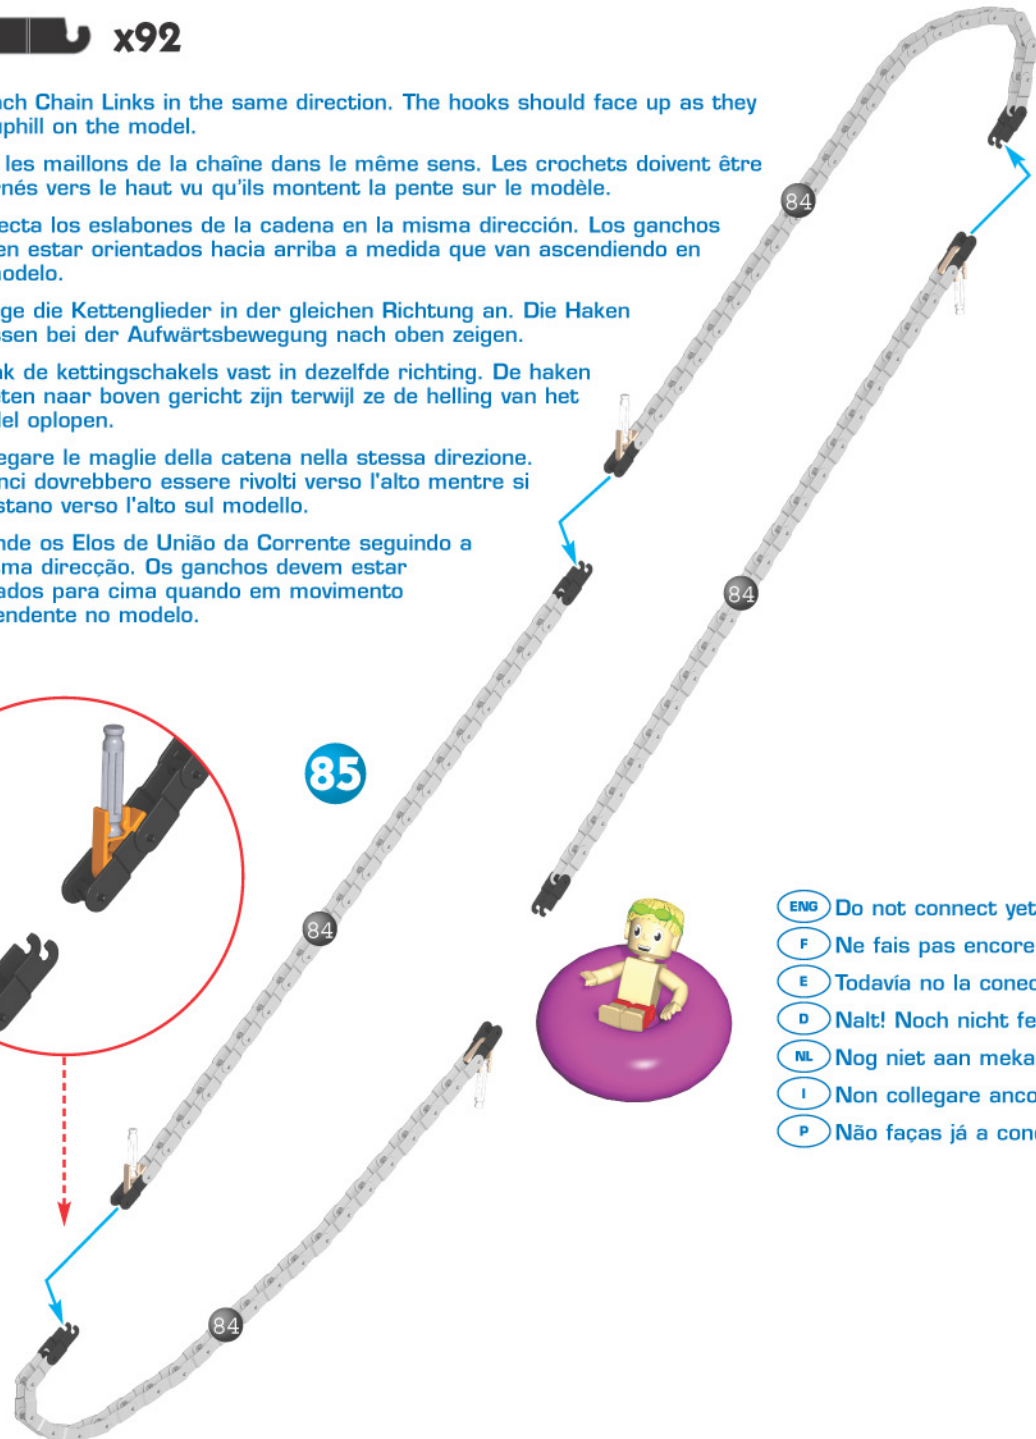 x92
ch Chain Links in the same direction. The hooks should face up as they
uphill on the model.
les maillons de la chaîne dans le même sens. Les crochets doivent être
rnés vers le haut vu qu'ils montent la pente sur le modèle.
ecta los eslabones de la cadena en la misma dirección. Los ganchos
en estar orientados hacia arriba a medida que van ascendiendo en
nodelo.
ge die Kettenglieder in der gleichen Richtung an. Die Haken
ssen bei der Aufwärtsbewegung nach oben zeigen.
ak de kettingschakels vast in dezelfde richting. De haken
eten naar boven gericht zijn terwijl ze de helling van het
del oplopen.
egare le maglie della catena nella stessa direzione.
nci dovrebbero essere rivolti verso l'alto mentre si
stano verso l'alto sul modello.
nde os Elos de União da Corrente seguindo a
sma direcção. Os ganchos devem estar
ados para cima quando em movimento
endente no modelo.
84
84
85
84
84
ENG Do not connect yet
F Ne fais pas encore
E Todavía no la conec
D Nalt! Noch nicht fe
NL Nog niet aan meka
I Non collegare anco
P Não faças já a con